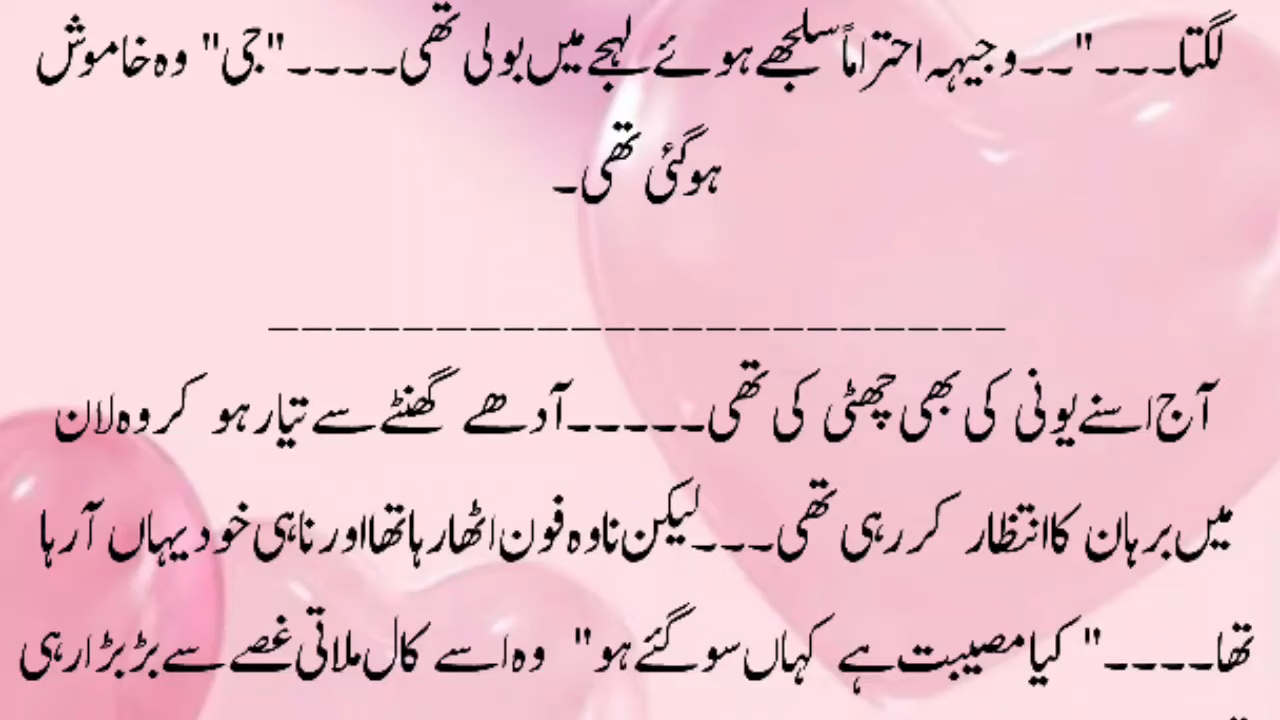 لگتا۔۔۔"۔۔وجیہہ احتراماً سلجھے ہوئے لہجے میں بولی تھی۔۔۔۔"جی" وہ خاموش
ہوگئی تھی۔
______________________
آج اسنے یونی کی بھی چھٹی کی تھی۔۔۔۔۔آدھے گھنٹے سے تیار ہو کر وہ لان
میں برہان کا انتظار کر رہی تھی۔۔۔لیکن نا وہ فون اٹھا رہا تھا اور نا ہی خود یہاں آرہا
تھا۔۔۔۔" کیا مصیبت ہے کہاں سو گئے ہو" وہ اسے کال ملاتی غصے سے بڑبڑا رہی